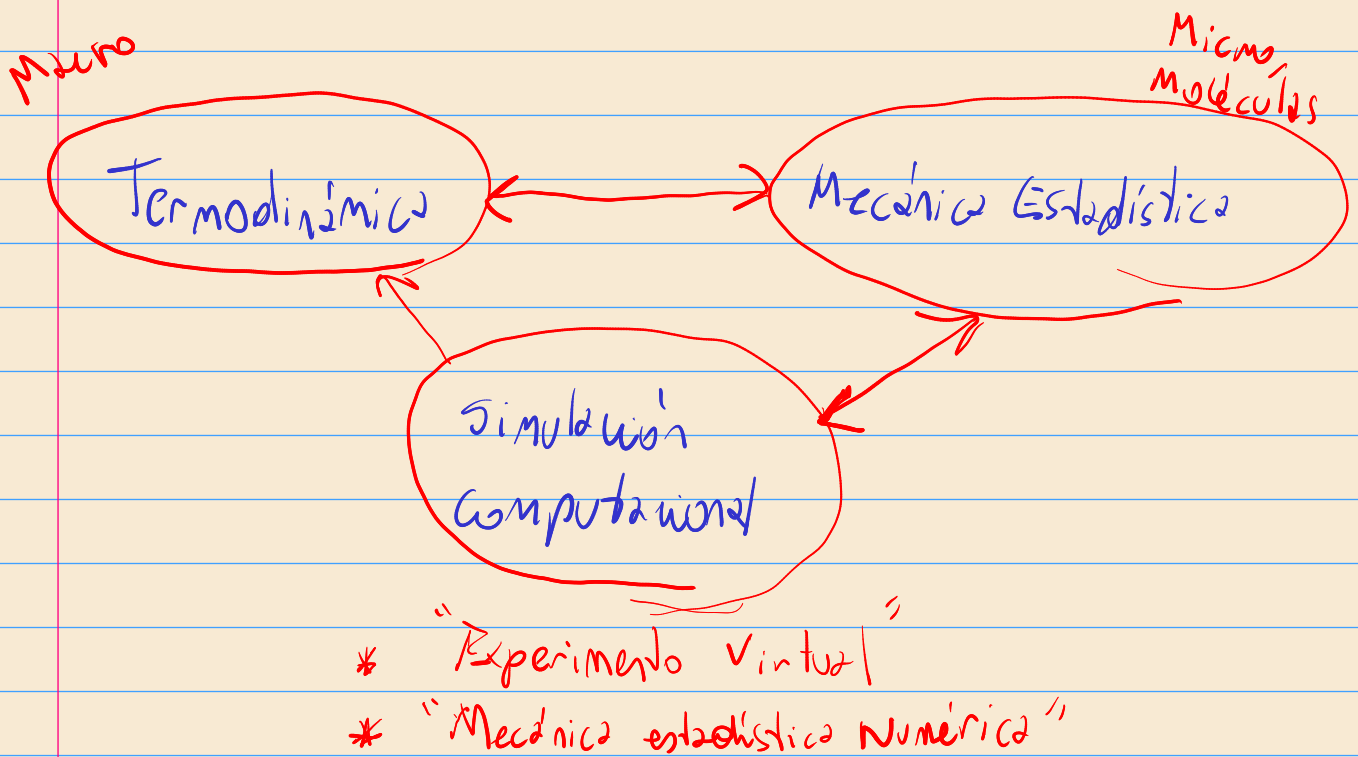 Macro
Micro,
Moléculas
Termodinámica
Mecánica Estadística
Simulación
Computacional
* "Experimento Virtual"
* "Mecánica estadística Numérica"